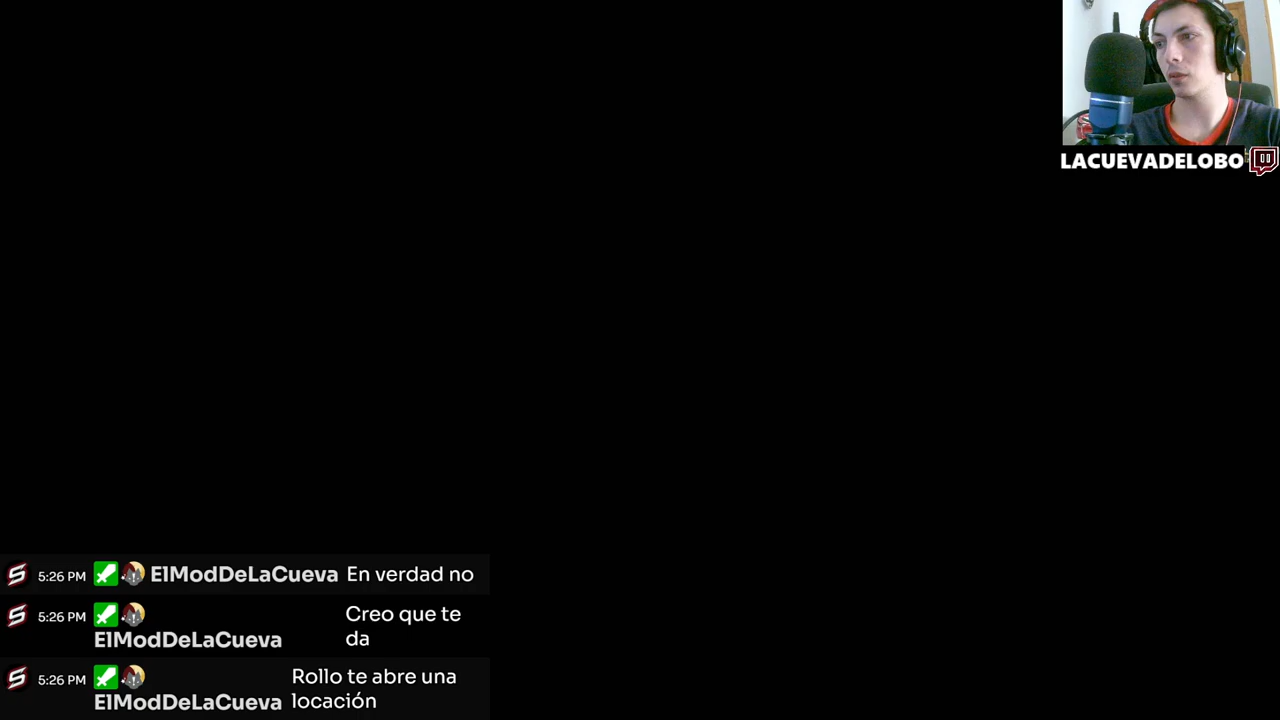 LACUEVADELOBO
5:26 PM ElModDeLaCueva En verdad no
5:26 PM ElModDeLaCueva Creo que te
da
5:26 PM ElModDeLaCueva Rollo te abre una
locación